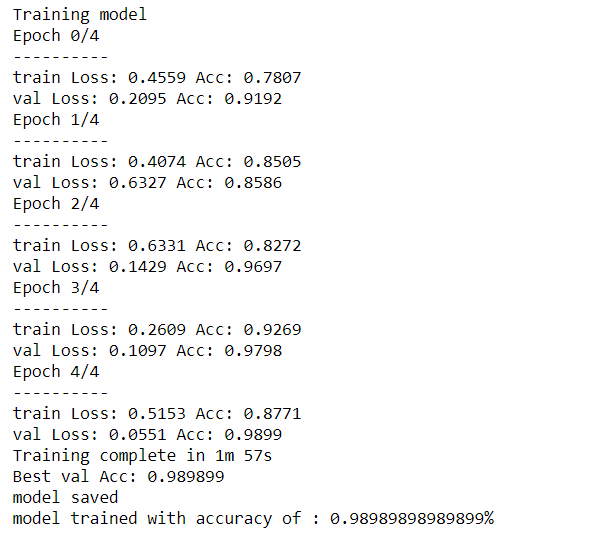 Training model
Epoch 0/4
----------
train Loss: 0.4559 Acc: 0.7807
val Loss: 0.2095 Acc: 0.9192
Epoch 1/4
----------
train Loss: 0.4074 Acc: 0.8505
val Loss: 0.6327 Acc: 0.8586
Epoch 2/4
----------
train Loss: 0.6331 Acc: 0.8272
val Loss: 0.1429 Acc: 0.9697
Epoch 3/4
----------
train Loss: 0.2609 Acc: 0.9269
val Loss: 0.1097 Acc: 0.9798
Epoch 4/4
----------
train Loss: 0.5153 Acc: 0.8771
val Loss: 0.0551 Acc: 0.9899
Training complete in 1m 57s
Best val Acc: 0.989899
model saved
model trained with accuracy of : 0.98989898989899%